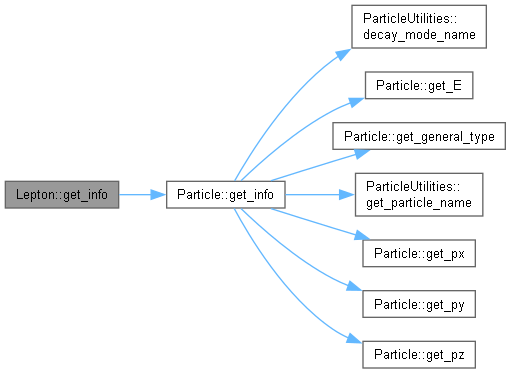 Lepton::get_info
Particle::get_info
ParticleUtilities::
decay_mode_name
Particle::get_E
Particle::get_general_type
ParticleUtilities::
get_particle_name
Particle::get_px
Particle::get_py
Particle::get_pz